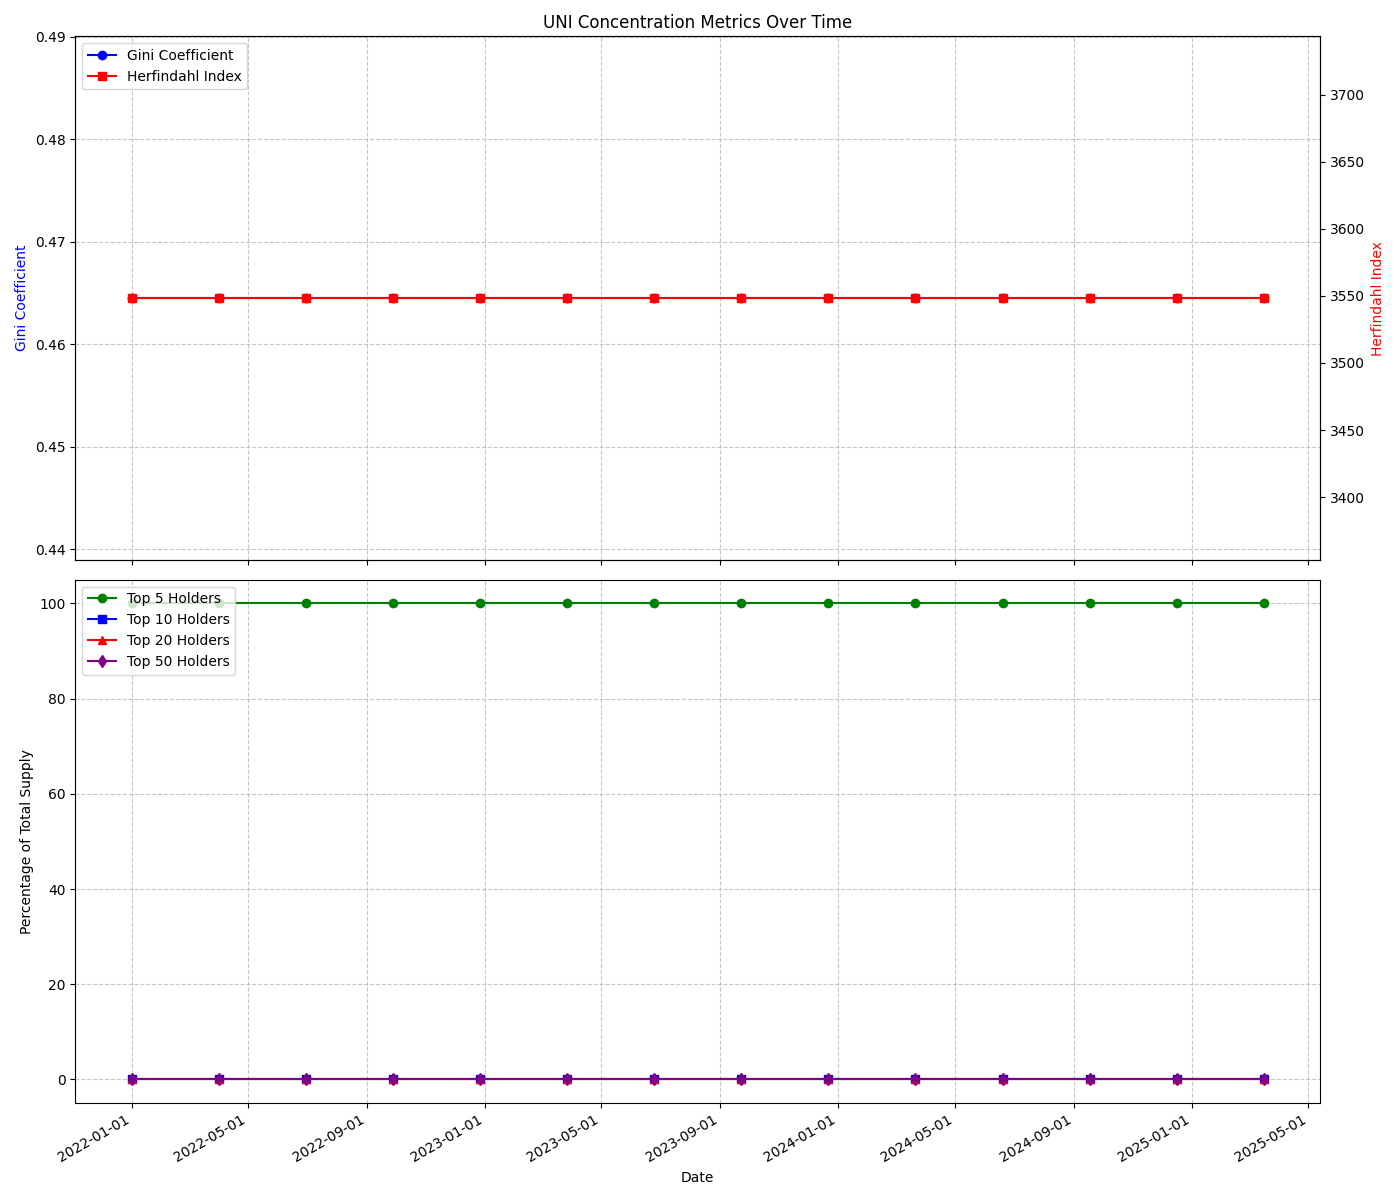 UNI Concentration Metrics Over Time
Gini Coefficient
Herfindahl Index
0.49
0.48
0.47
0.46
0.45
0.44
Gini Coefficient
3700
3650
3600
3550
3500
3450
3400
Herfindahl Index
Top 5 Holders
Top 10 Holders
Top 20 Holders
Top 50 Holders
100
80
60
40
20
0
Percentage of Total Supply
2022-01-01
2022-05-01
2022-09-01
2023-01-01
2023-05-01
2023-09-01
2024-01-01
2024-05-01
2024-09-01
2025-01-01
2025-05-01
Date